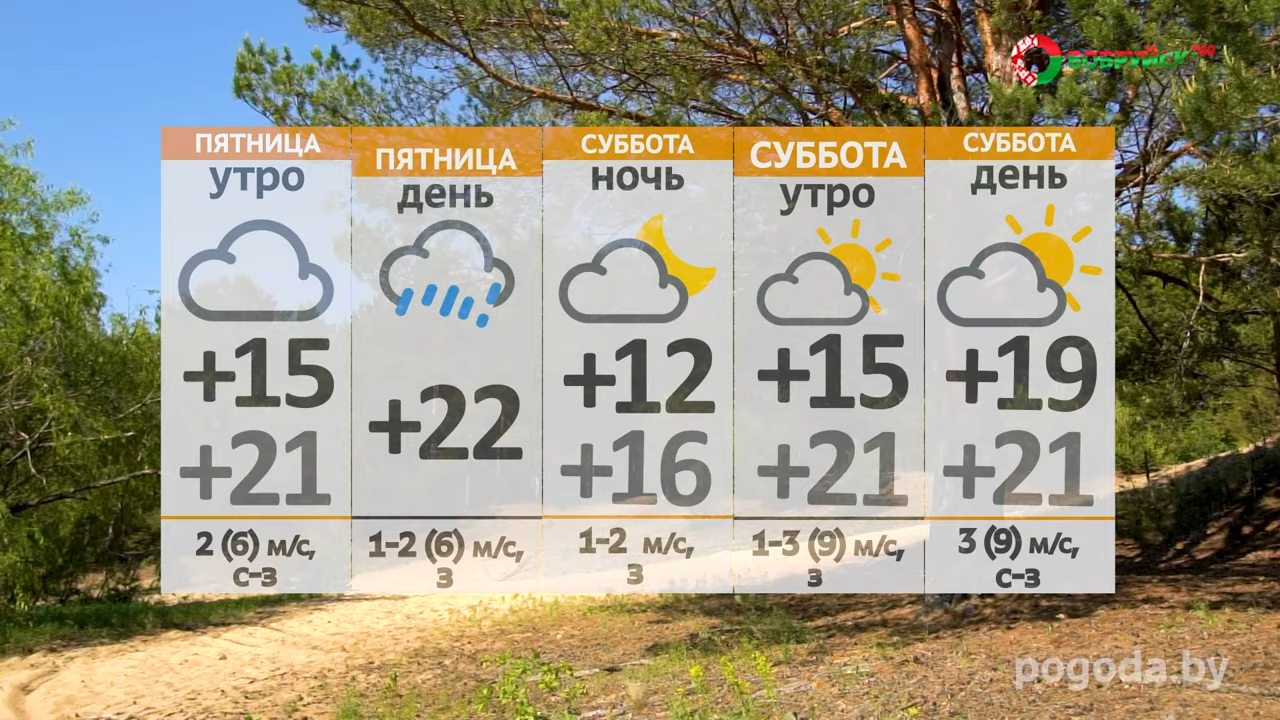 БОБРУЙСК 360
ПЯТНИЦА
утро
+15
+21
2 (6) м/с,
с-з
ПЯТНИЦА
день
+22
1-2 (6) м/с,
з
СУББОТА
ночь
+12
+16
1-2 м/с,
з
СУББОТА
утро
+15
+21
1-3 (9) м/с,
з
СУББОТА
день
+19
+21
3 (9) м/с,
с-з
pogoda.by